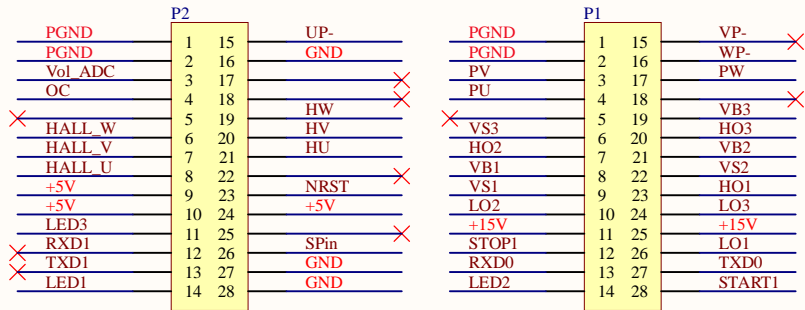 P2 P1
PGND 1 15 UP- PGND 1 15 VP-
PGND 2 16 GND PGND 2 16 WP-
Vol_ADC 3 17 PV 3 17 PW
OC 4 18 PU 4 18
5 19 HW 5 19 VB3
HALL_W 6 20 HV VS3 6 20 HO3
HALL_V 7 21 HU HO2 7 21 VB2
HALL_U 8 22 VB1 8 22 VS2
+5V 9 23 NRST VS1 9 23 HO1
+5V 10 24 +5V LO2 10 24 LO3
LED3 11 25 +15V 11 25 +15V
RXD1 12 26 SPin STOP1 12 26 LO1
TXD1 13 27 GND RXD0 13 27 TXD0
LED1 14 28 GND LED2 14 28 START1